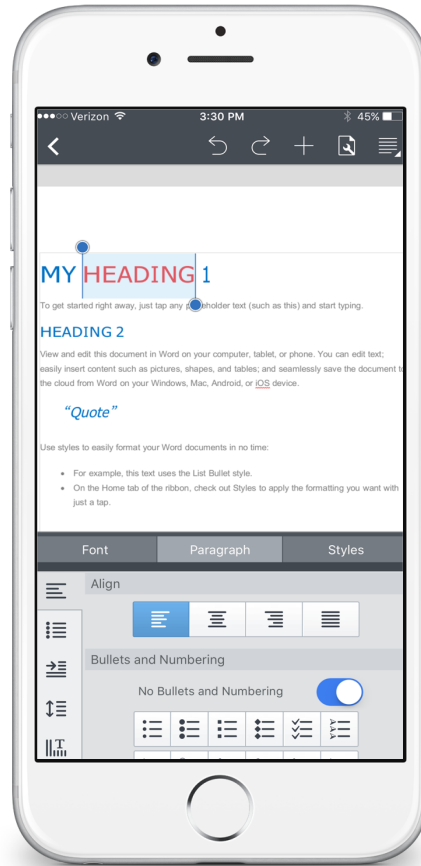 Verizon 3:30 PM 45%
MY HEADING 1
To get started right away, just tap any eholder text (such as this) and start typing.
HEADING 2
View and edit this document in Word on your computer, tablet, or phone. You can edit text;
easily insert content such as pictures, shapes, and tables; and seamlessly save the document to
the cloud from Word on your Windows, Mac, Android, or iOS device.
“Quote”
Use styles to easily format your Word documents in no time:
• For example, this text uses the List Bullet style.
• On the Home tab of the ribbon, check out Styles to apply the formatting you want with
just a tap.
Font Paragraph Styles
Align
Bullets and Numbering
No Bullets and Numbering